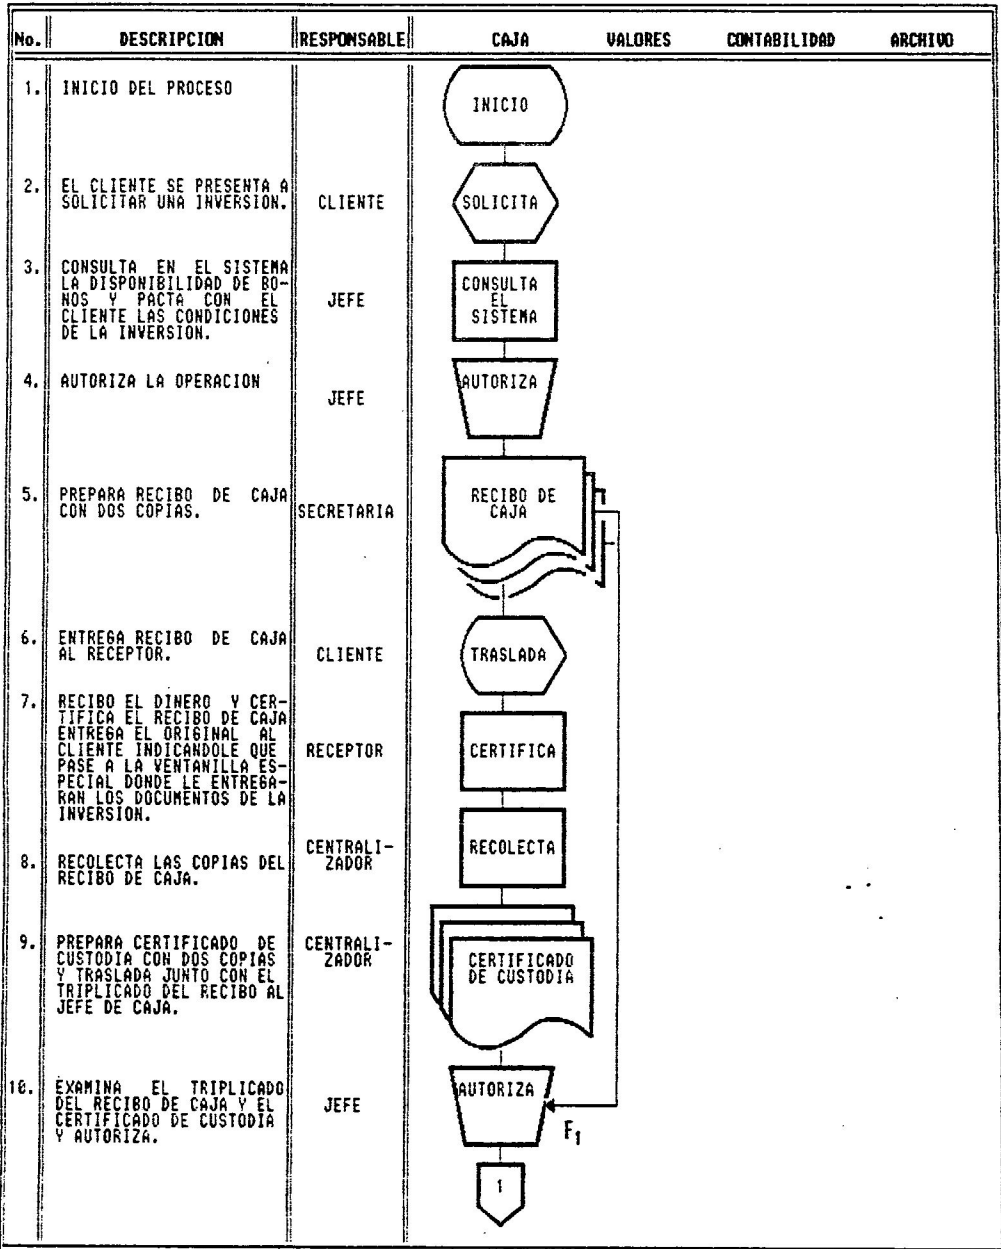 No. DESCRIPCION RESPONSABLE CAJA VALORES CONTABILIDAD ARCHIVO
1. INICIO DEL PROCESO
INICIO
2. EL CLIENTE SE PRESENTA A
SOLICITAR UNA INVERSION.
CLIENTE
SOLICITA
3. CONSULTA EN EL SISTEMA
LA DISPONIBILIDAD DE BO-
NOS Y PACTA CON EL
CLIENTE LAS CONDICIONES
DE LA INVERSION.
JEFE
CONSULTA
EL
SISTEMA
4. AUTORIZA LA OPERACION
JEFE
AUTORIZA
5. PREPARA RECIBO DE CAJA
CON DOS COPIAS.
SECRETARIA
RECIBO DE
CAJA
6. ENTREGA RECIBO DE CAJA
AL RECEPTOR.
CLIENTE
TRASLADA
7. RECIBO EL DINERO Y CER-
TIFICA EL RECIBO DE CAJA
ENTREGA EL ORIGINAL AL
CLIENTE INDICANDOLE QUE
PASE A LA VENTANILLA ES-
PECIAL DONDE LE ENTREGA-
RAN LOS DOCUMENTOS DE LA
INVERSION.
RECEPTOR
CERTIFICA
8. RECOLECTA LAS COPIAS DEL
RECIBO DE CAJA.
CENTRALI-
ZADOR
RECOLECTA
9. PREPARA CERTIFICADO DE
CUSTODIA CON DOS COPIAS
Y TRASLADA JUNTO CON EL
TRIPLICADO DEL RECIBO AL
JEFE DE CAJA.
CENTRALI-
ZADOR
CERTIFICADO
DE CUSTODIA
10. EXAMINA EL TRIPLICADO
DEL RECIBO DE CAJA Y EL
CERTIFICADO DE CUSTODIA
Y AUTORIZA.
JEFE
AUTORIZA
F1
1